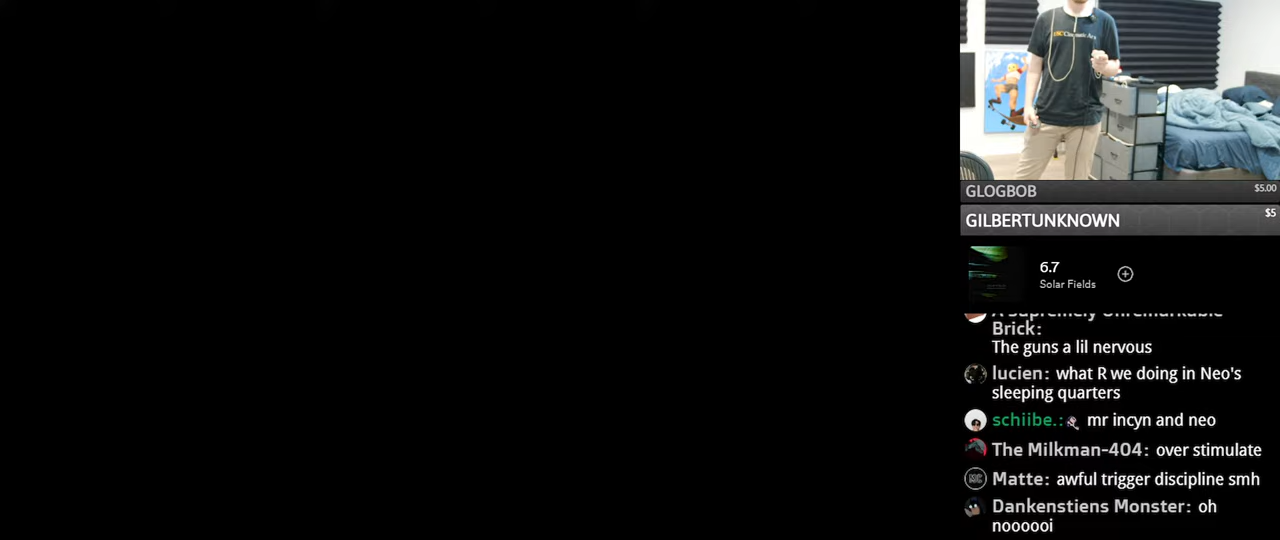 GLOGBOB
$5.00
GILBERTUNKNOWN
$5
6.7
Solar Fields
A Supremely Unremarkable
Brick:
The guns a lil nervous
lucien: what R we doing in Neo's
sleeping quarters
schiibe.: mr incyn and neo
The Milkman-404: over stimulate
Matte: awful trigger discipline smh
Dankenstiens Monster: oh
noooooi